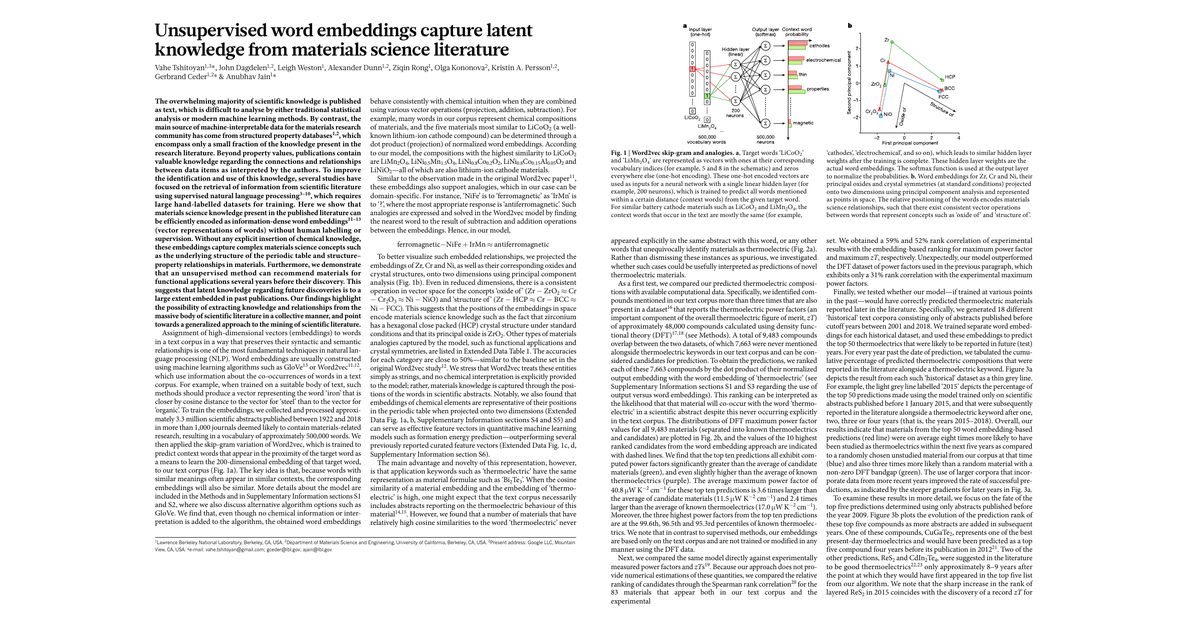 Unsupervised word embeddings capture latent
knowledge from materials science literature
Vahe Tshitoyan¹,³*, John Dagdelen¹,², Leigh Weston¹, Alexander Dunn¹,², Ziqin Rong¹, Olga Kononova², Kristin A. Persson¹,²,
Gerbrand Ceder¹,²* & Anubhav Jain¹*
The overwhelming majority of scientific knowledge is published
as text, which is difficult to analyse by either traditional statistical
analysis or modern machine learning methods. By contrast, the
main source of machine-interpretable data for the materials research
community has come from structured property databases¹,², which
encompass only a small fraction of the knowledge present in the
research literature. Beyond property values, publications contain
valuable knowledge regarding the connections and relationships
between data items as interpreted by the authors. To improve
the identification and use of this knowledge, several studies have
focused on the retrieval of information from scientific literature
using supervised natural language processing³⁻¹⁰, which requires
large hand-labelled datasets for training. Here we show that
materials science knowledge present in the published literature can
be efficiently encoded as information-dense word embeddings¹¹⁻¹³
(vector representations of words) without human labelling or
supervision. Without any explicit insertion of chemical knowledge,
these embeddings capture complex materials science concepts such
as the underlying structure of the periodic table and structure–
property relationships in materials. Furthermore, we demonstrate
that an unsupervised method can recommend materials for
functional applications several years before their discovery. This
suggests that latent knowledge regarding future discoveries is to a
large extent embedded in past publications. Our findings highlight
the possibility of extracting knowledge and relationships from the
massive body of scientific literature in a collective manner, and point
towards a generalized approach to the mining of scientific literature.
Assignment of high-dimensional vectors (embeddings) to words
in a text corpus in a way that preserves their syntactic and semantic
relationships is one of the most fundamental techniques in natural lan-
guage processing (NLP). Word embeddings are usually constructed
using machine learning algorithms such as GloVe¹³ or Word2vec¹¹,¹²,
which use information about the co-occurrences of words in a text
corpus. For example, when trained on a suitable body of text, such
methods should produce a vector representing the word 'iron' that is
closer by cosine distance to the vector for 'steel' than to the vector for
'organic'. To train the embeddings, we collected and processed approxi-
mately 3.3 million scientific abstracts published between 1922 and 2018
in more than 1,000 journals deemed likely to contain materials-related
research, resulting in a vocabulary of approximately 500,000 words. We
then applied the skip-gram variation of Word2vec, which is trained to
predict context words that appear in the proximity of the target word
as a means to learn the 200-dimensional embedding of that target word,
to our text corpus (Fig. 1a). The key idea is that, because words with
similar meanings often appear in similar contexts, the corresponding
embeddings will also be similar. More details about the model are
included in the Methods and in Supplementary Information sections S1
and S2, where we also discuss alternative algorithm options such as
GloVe. We find that, even though no chemical information or inter-
pretation is added to the algorithm, the obtained word embeddings
behave consistently with chemical intuition when they are combined
using various vector operations (projection, addition, subtraction). For
example, many words in our corpus represent chemical compositions
of materials, and the five materials most similar to LiCoO₂ (a well-
known lithium-ion cathode compound) can be determined through a
dot product (projection) of normalized word embeddings. According
to our model, the compositions with the highest similarity to LiCoO₂
are LiMn₂O₄, LiNi₀.₅Mn₁.₅O₄, LiNi₀.₈Co₀.₂O₂, LiNi₀.₈Co₀.₁₅Al₀.₀₅O₂ and
LiNiO₂—all of which are also lithium-ion cathode materials.
Similar to the observation made in the original Word2vec paper¹¹,
these embeddings also support analogies, which in our case can be
domain-specific. For instance, 'NiFe' is to 'ferromagnetic' as 'IrMn' is
to '?', where the most appropriate response is 'antiferromagnetic'. Such
analogies are expressed and solved in the Word2vec model by finding
the nearest word to the result of subtraction and addition operations
between the embeddings. Hence, in our model,
ferromagnetic−NiFe + IrMn ≈ antiferromagnetic
To better visualize such embedded relationships, we projected the
embeddings of Zr, Cr and Ni, as well as their corresponding oxides and
crystal structures, onto two dimensions using principal component
analysis (Fig. 1b). Even in reduced dimensions, there is a consistent
operation in vector space for the concepts 'oxide of' (Zr − ZrO₂ ≈ Cr
− Cr₂O₃ ≈ Ni − NiO) and 'structure of' (Zr − HCP ≈ Cr − BCC ≈
Ni − FCC). This suggests that the positions of the embeddings in space
encode materials science knowledge such as the fact that zirconium
has a hexagonal close packed (HCP) crystal structure under standard
conditions and that its principal oxide is ZrO₂. Other types of materials
analogies captured by the model, such as functional applications and
crystal symmetries, are listed in Extended Data Table 1. The accuracies
for each category are close to 50%—similar to the baseline set in the
original Word2vec study¹². We stress that Word2vec treats these entities
simply as strings, and no chemical interpretation is explicitly provided
to the model; rather, materials knowledge is captured through the posi-
tions of the words in scientific abstracts. Notably, we also found that
embeddings of chemical elements are representative of their positions
in the periodic table when projected onto two dimensions (Extended
Data Fig. 1a, b, Supplementary Information sections S4 and S5) and
can serve as effective feature vectors in quantitative machine learning
models such as formation energy prediction—outperforming several
previously reported curated feature vectors (Extended Data Fig. 1c, d,
Supplementary Information section S6).
The main advantage and novelty of this representation, however,
is that application keywords such as 'thermoelectric' have the same
representation as material formulae such as 'Bi₂Te₃'. When the cosine
similarity of a material embedding and the embedding of 'thermo-
electric' is high, one might expect that the text corpus necessarily
includes abstracts reporting on the thermoelectric behaviour of this
material¹⁴,¹⁵. However, we found that a number of materials that have
relatively high cosine similarities to the word 'thermoelectric' never
¹Lawrence Berkeley National Laboratory, Berkeley, CA, USA. ²Department of Materials Science and Engineering, University of California, Berkeley, CA, USA. ³Present address: Google LLC, Mountain
View, CA, USA. *e-mail: vahe.tshitoyan@gmail.com; gceder@lbl.gov; ajain@lbl.gov
a
Input layer
(one-hot)
Hidden layer
(linear)
Output layer
(softmax)
Context word
probability
cathodes
electrochemical
thin
properties
magnetic
LiCoO₂
LiMn₂O₄
200
neurons
500,000
vocabulary words
500,000
neurons
b
Second principal component
First principal component
Zr
Cr
Ni
ZrO₂
Cr₂O₃
NiO
HCP
BCC
FCC
Oxide of
Structure of
2
1
0
−1
−2
−2
0
2
4
Fig. 1 | Word2vec skip-gram and analogies. a, Target words 'LiCoO₂'
and 'LiMn₂O₄' are represented as vectors with ones at their corresponding
vocabulary indices (for example, 5 and 8 in the schematic) and zeros
everywhere else (one-hot encoding). These one-hot encoded vectors are
used as inputs for a neural network with a single linear hidden layer (for
example, 200 neurons), which is trained to predict all words mentioned
within a certain distance (context words) from the given target word.
For similar battery cathode materials such as LiCoO₂ and LiMn₂O₄, the
context words that occur in the text are mostly the same (for example,
'cathodes', 'electrochemical', and so on), which leads to similar hidden layer
weights after the training is complete. These hidden layer weights are the
actual word embeddings. The softmax function is used at the output layer
to normalize the probabilities. b, Word embeddings for Zr, Cr and Ni, their
principal oxides and crystal symmetries (at standard conditions) projected
onto two dimensions using principal component analysis and represented
as points in space. The relative positioning of the words encodes materials
science relationships, such that there exist consistent vector operations
between words that represent concepts such as 'oxide of' and 'structure of'.
appeared explicitly in the same abstract with this word, or any other
words that unequivocally identify materials as thermoelectric (Fig. 2a).
Rather than dismissing these instances as spurious, we investigated
whether such cases could be usefully interpreted as predictions of novel
thermoelectric materials.
As a first test, we compared our predicted thermoelectric composi-
tions with available computational data. Specifically, we identified com-
pounds mentioned in our text corpus more than three times that are also
present in a dataset¹⁶ that reports the thermoelectric power factors (an
important component of the overall thermoelectric figure of merit, zT)
of approximately 48,000 compounds calculated using density func-
tional theory (DFT)¹⁷,¹⁸ (see Methods). A total of 9,483 compounds
overlap between the two datasets, of which 7,663 were never mentioned
alongside thermoelectric keywords in our text corpus and can be con-
sidered candidates for prediction. To obtain the predictions, we ranked
each of these 7,663 compounds by the dot product of their normalized
output embedding with the word embedding of 'thermoelectric' (see
Supplementary Information sections S1 and S3 regarding the use of
output versus word embeddings). This ranking can be interpreted as
the likelihood that that material will co-occur with the word 'thermo-
electric' in a scientific abstract despite this never occurring explicitly
in the text corpus. The distributions of DFT maximum power factor
values for all 9,483 materials (separated into known thermoelectrics
and candidates) are plotted in Fig. 2b, and the values of the 10 highest
ranked candidates from the word embedding approach are indicated
with dashed lines. We find that the top ten predictions all exhibit com-
puted power factors significantly greater than the average of candidate
materials (green), and even slightly higher than the average of known
thermoelectrics (purple). The average maximum power factor of
40.8 μW K⁻² cm⁻¹ for these top ten predictions is 3.6 times larger than
the average of candidate materials (11.5 μW K⁻² cm⁻¹) and 2.4 times
larger than the average of known thermoelectrics (17.0 μW K⁻² cm⁻¹).
Moreover, the three highest power factors from the top ten predictions
are at the 99.6th, 96.5th and 95.3rd percentiles of known thermoelec-
trics. We note that in contrast to supervised methods, our embeddings
are based only on the text corpus and are not trained or modified in any
manner using the DFT data.
Next, we compared the same model directly against experimentally
measured power factors and zTs¹⁹. Because our approach does not pro-
vide numerical estimations of these quantities, we compared the relative
ranking of candidates through the Spearman rank correlation²⁰ for the
83 materials that appear both in our text corpus and the
experimental
set. We obtained a 59% and 52% rank correlation of experimental
results with the embedding-based ranking for maximum power factor
and maximum zT, respectively. Unexpectedly, our model outperformed
the DFT dataset of power factors used in the previous paragraph, which
exhibits only a 31% rank correlation with the experimental maximum
power factors.
Finally, we tested whether our model—if trained at various points
in the past—would have correctly predicted thermoelectric materials
reported later in the literature. Specifically, we generated 18 different
'historical' text corpora consisting only of abstracts published before
cutoff years between 2001 and 2018. We trained separate word embed-
dings for each historical dataset, and used these embeddings to predict
the top 50 thermoelectrics that were likely to be reported in future (test)
years. For every year past the date of prediction, we tabulated the cumu-
lative percentage of predicted thermoelectric compositions that were
reported in the literature alongside a thermoelectric keyword. Figure 3a
depicts the result from each such 'historical' dataset as a thin grey line.
For example, the light grey line labelled '2015' depicts the percentage of
the top 50 predictions made using the model trained only on scientific
abstracts published before 1 January 2015, and that were subsequently
reported in the literature alongside a thermoelectric keyword after one,
two, three or four years (that is, the years 2015–2018). Overall, our
results indicate that materials from the top 50 word embedding-based
predictions (red line) were on average eight times more likely to have
been studied as thermoelectrics within the next five years as compared
to a randomly chosen unstudied material from our corpus at that time
(blue) and also three times more likely than a random material with a
non-zero DFT bandgap (green). The use of larger corpora that incor-
porate data from more recent years improved the rate of successful pre-
dictions, as indicated by the steeper gradients for later years in Fig. 3a.
To examine these results in more detail, we focus on the fate of the
top five predictions determined using only abstracts published before
the year 2009. Figure 3b plots the evolution of the prediction rank of
these top five compounds as more abstracts are added in subsequent
years. One of these compounds, CuGaTe₂, represents one of the best
present-day thermoelectrics and would have been predicted as a top
five compound four years before its publication in 2012²¹. Two of the
other predictions, ReS₂ and CdIn₂Te₄, were suggested in the literature
to be good thermoelectrics²²,²³ only approximately 8–9 years after
the point at which they would have first appeared in the top five list
from our algorithm. We note that the sharp increase in the rank of
layered ReS₂ in 2015 coincides with the discovery of a record zT for